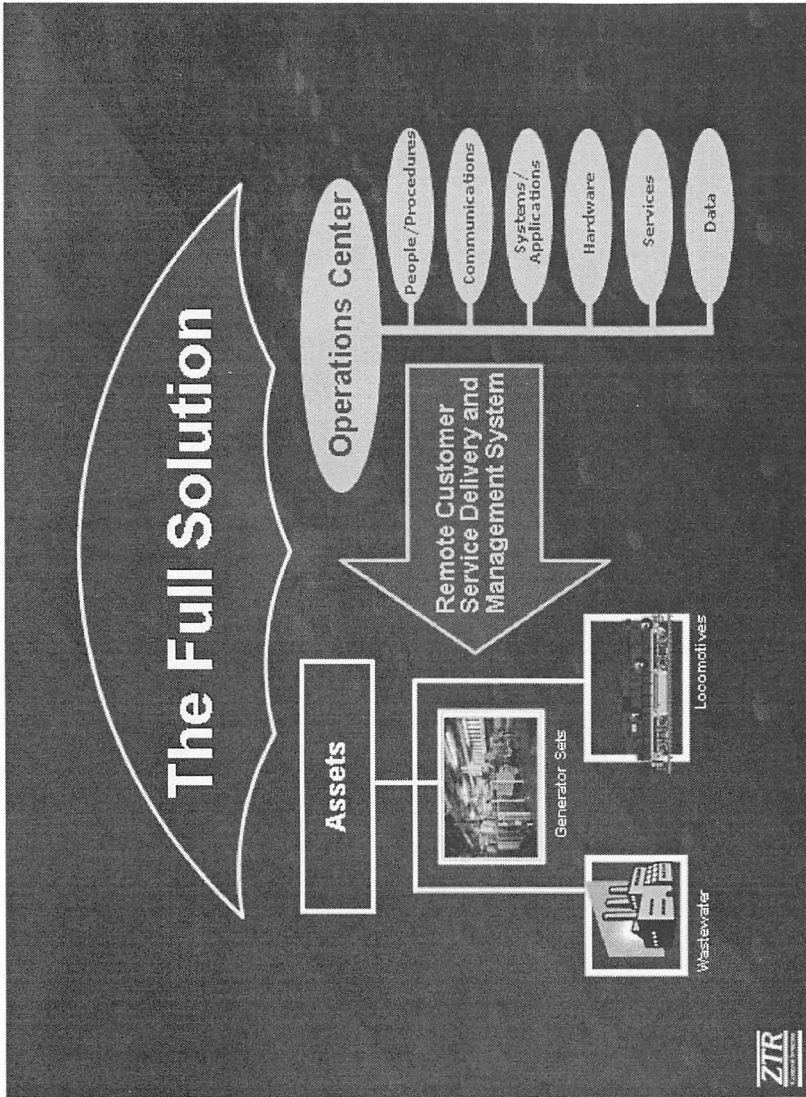 The Full Solution
Assets
Generator Sets
Wastewater
Locomotives
Remote Customer
Service Delivery and
Management System
Operations Center
People/Procedures
Communications
Systems/
Applications
Hardware
Services
Data
ZTR